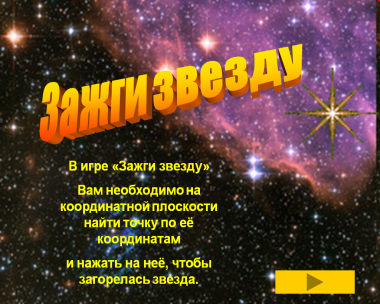 Зажги звезду
В игре «Зажги звезду»
Вам необходимо на
координатной плоскости
найти точку по её
координатам
и нажать на неё, чтобы
загорелась звезда.